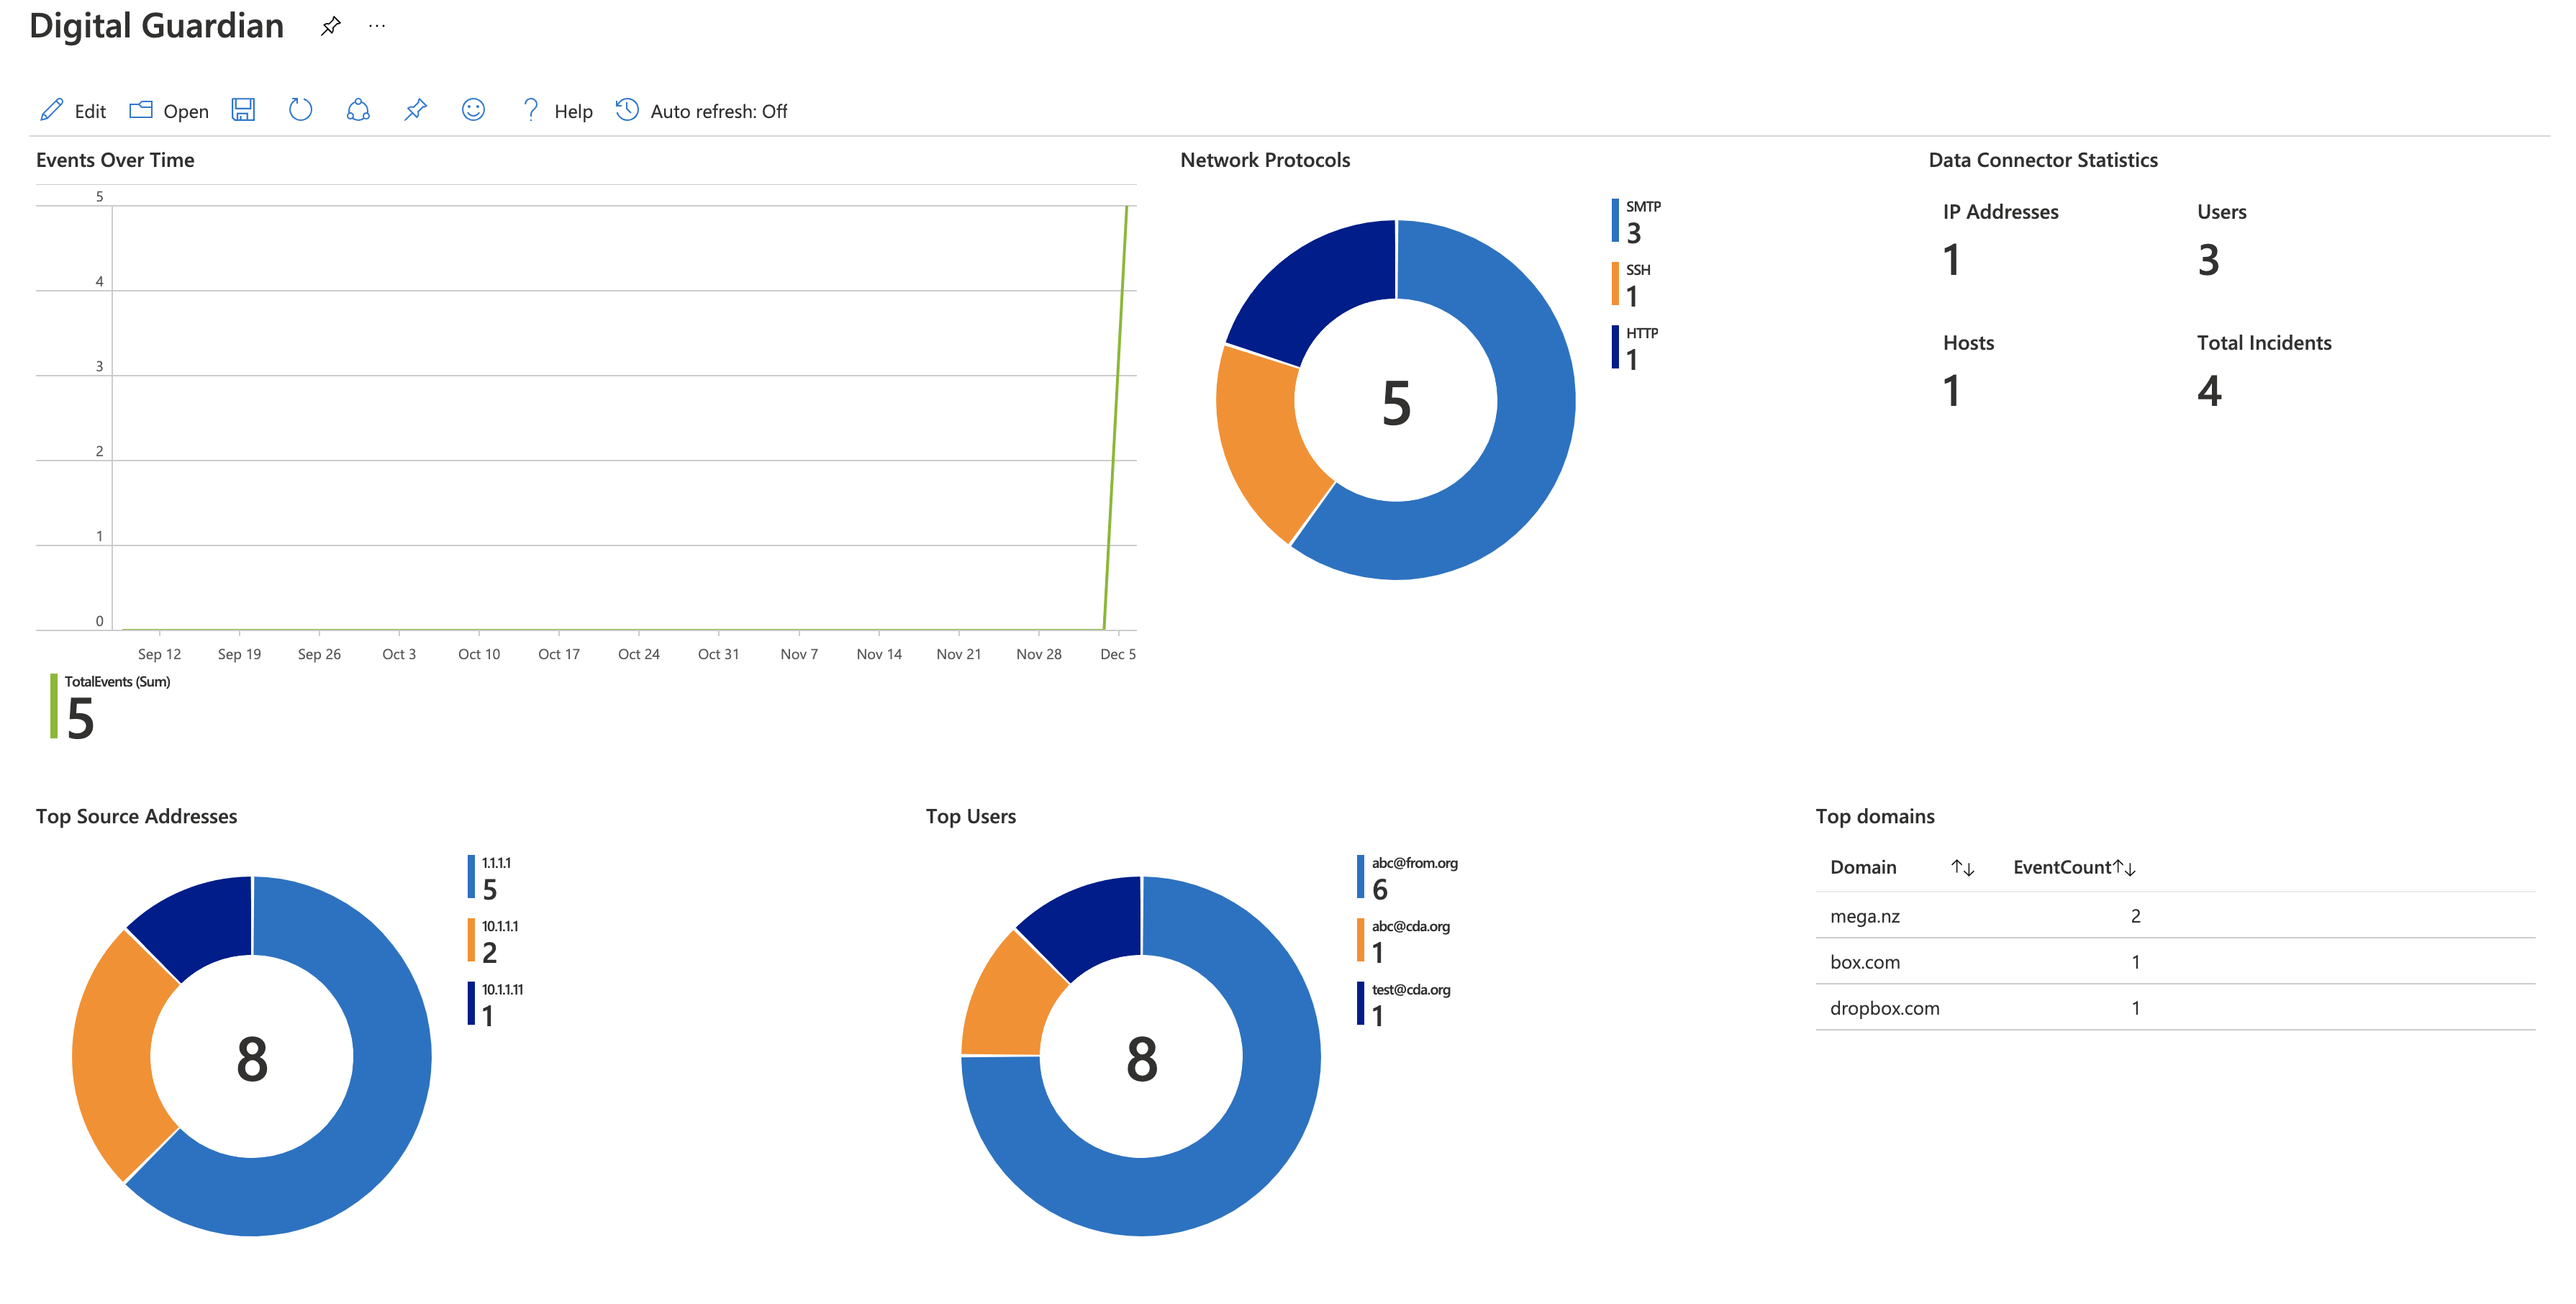 Digital Guardian
Edit Open Help Auto refresh: Off
Events Over Time
5
4
3
2
1
0
Sep 12 Sep 19 Sep 26 Oct 3 Oct 10 Oct 17 Oct 24 Oct 31 Nov 7 Nov 14 Nov 21 Nov 28 Dec 5
TotalEvents (Sum)
5
Network Protocols
5
SMTP
3
SSH
1
HTTP
1
Data Connector Statistics
IP Addresses
1
Users
3
Hosts
1
Total Incidents
4
Top Source Addresses
8
1.1.1.1
5
10.1.1.1
2
10.1.1.11
1
Top Users
8
abc@from.org
6
abc@cda.org
1
test@cda.org
1
Top domains
Domain EventCount
mega.nz 2
box.com 1
dropbox.com 1